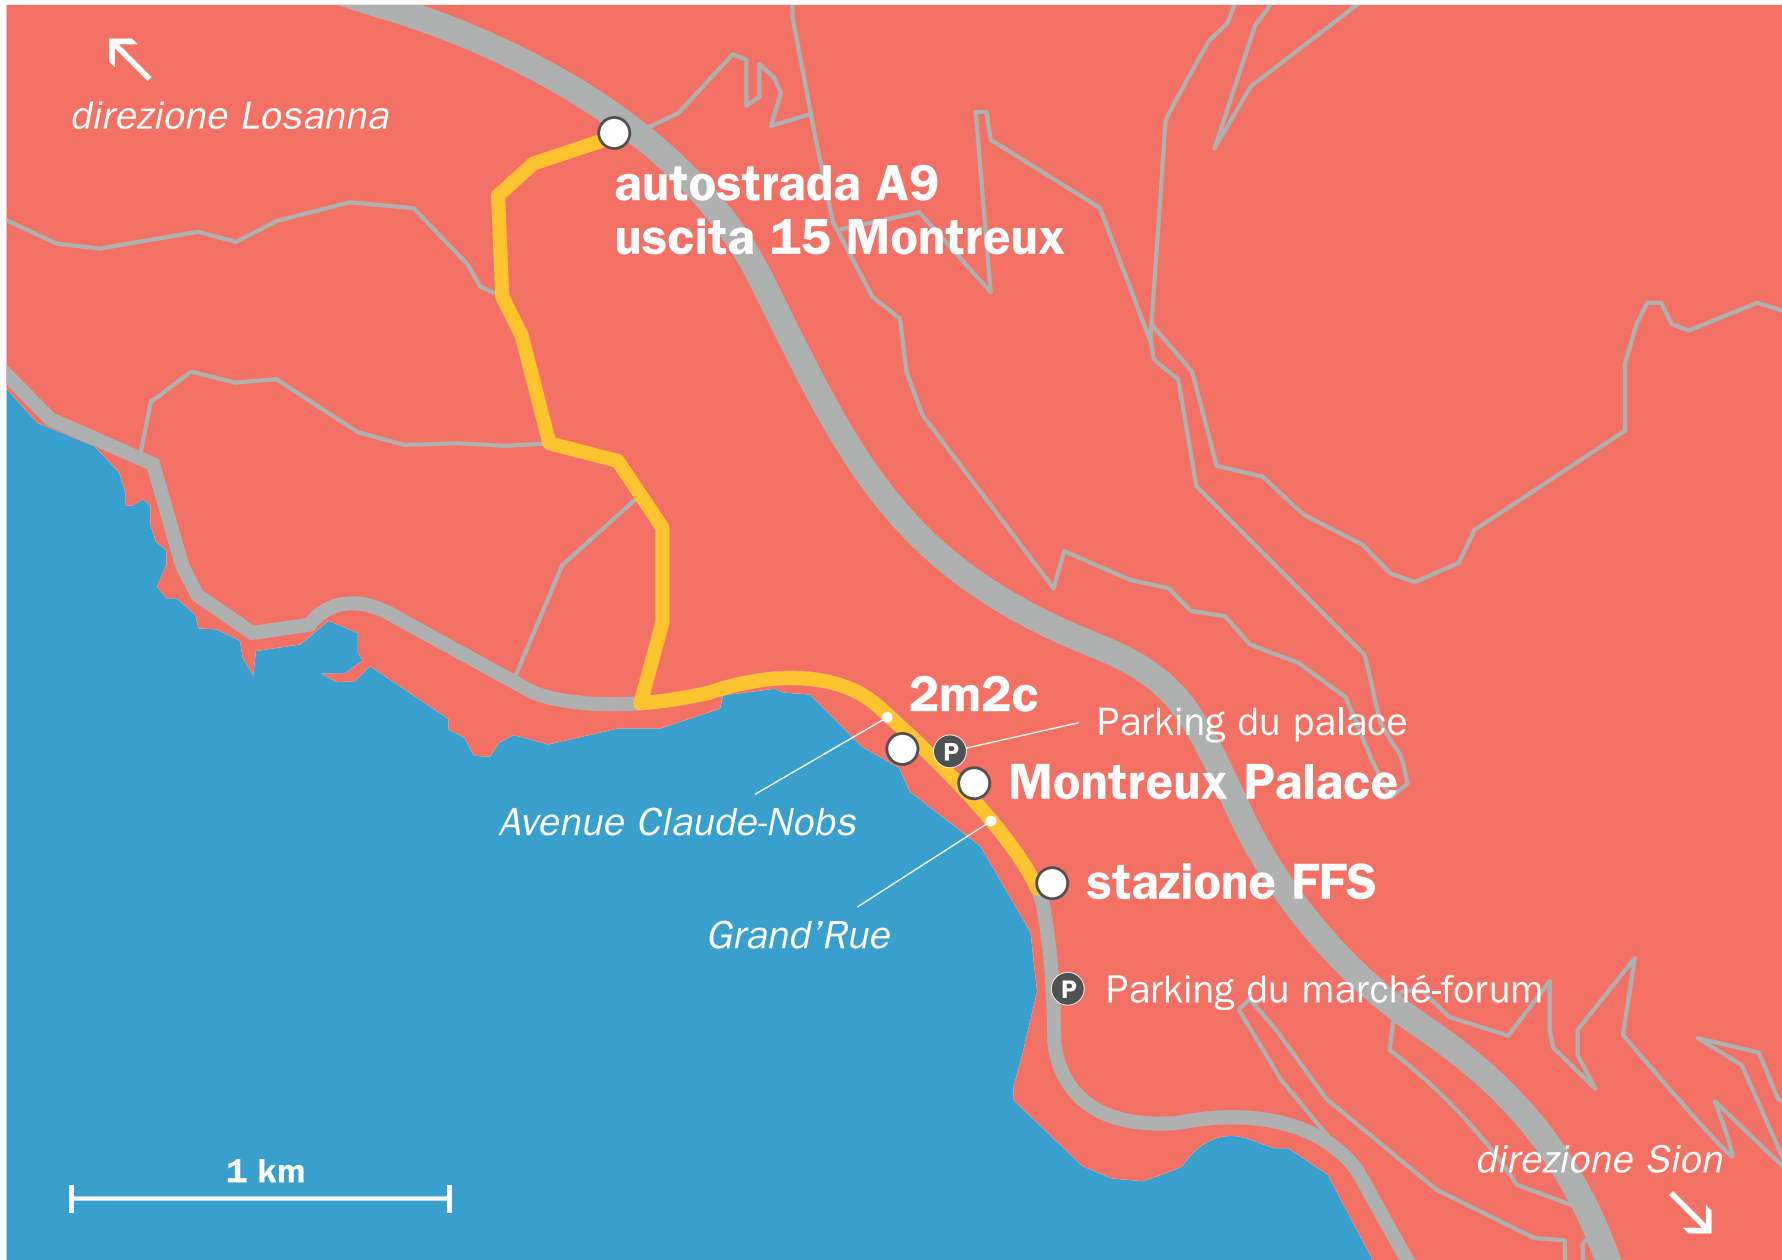 direzione Losanna
autostrada A9
uscita 15 Montreux
2m2c
P
Parking du palace
Montreux Palace
Avenue Claude-Nobs
stazione FFS
Grand’Rue
P
Parking du marché-forum
direzione Sion
1 km